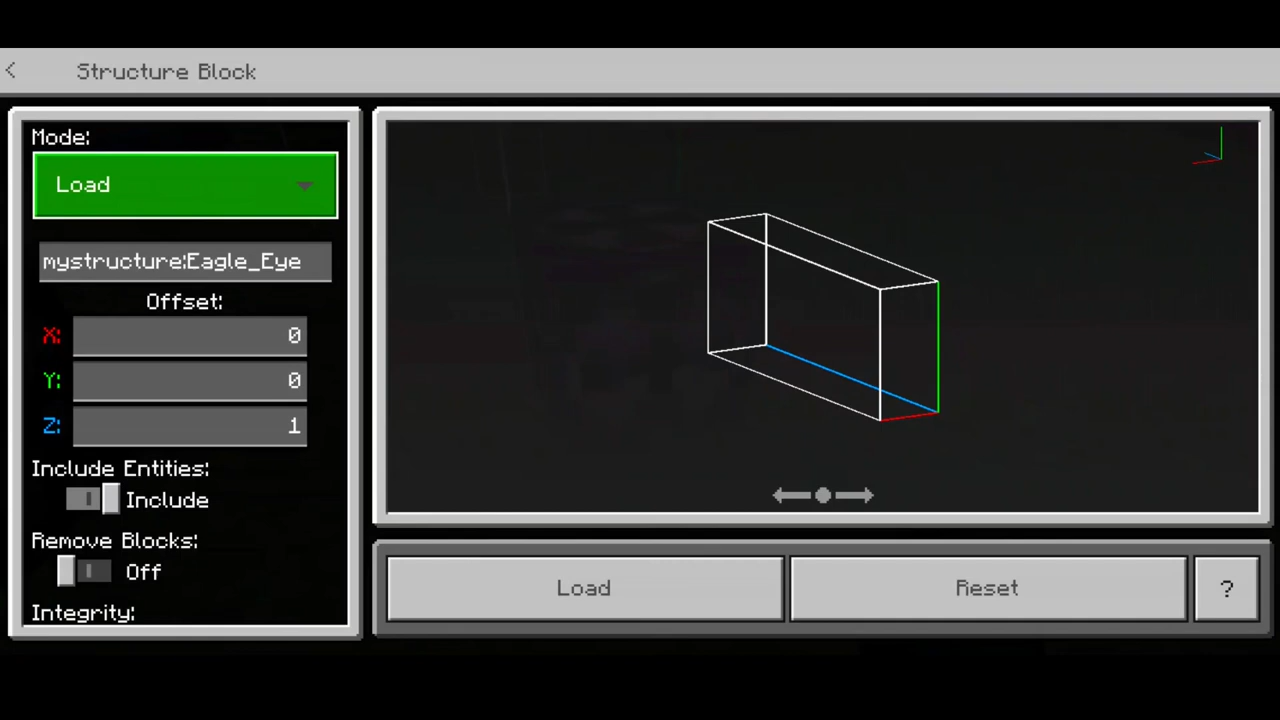 Structure Block
Mode:
Load
mystructure:Eagle_Eye
Offset:
X: 0
Y: 0
Z: 1
Include Entities:
Include
Remove Blocks:
Off
Integrity:
Load
Reset
?